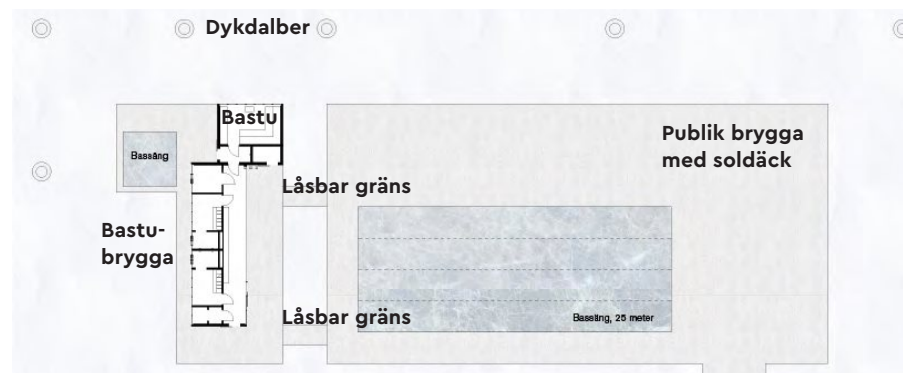 Dykdalber
Bastu
Publik brygga
med soldäck
Bassäng
Låsbar gräns
Bastu-
brygga
Låsbar gräns
Bassäng, 25 meter